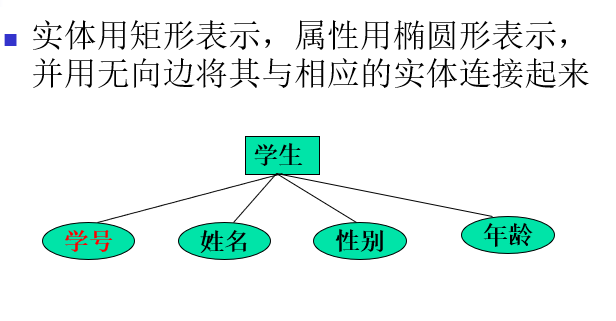 实体用矩形表示，属性用椭圆形表示，
并用无向边将其与相应的实体连接起来
学生
学号 姓名 性别 年龄